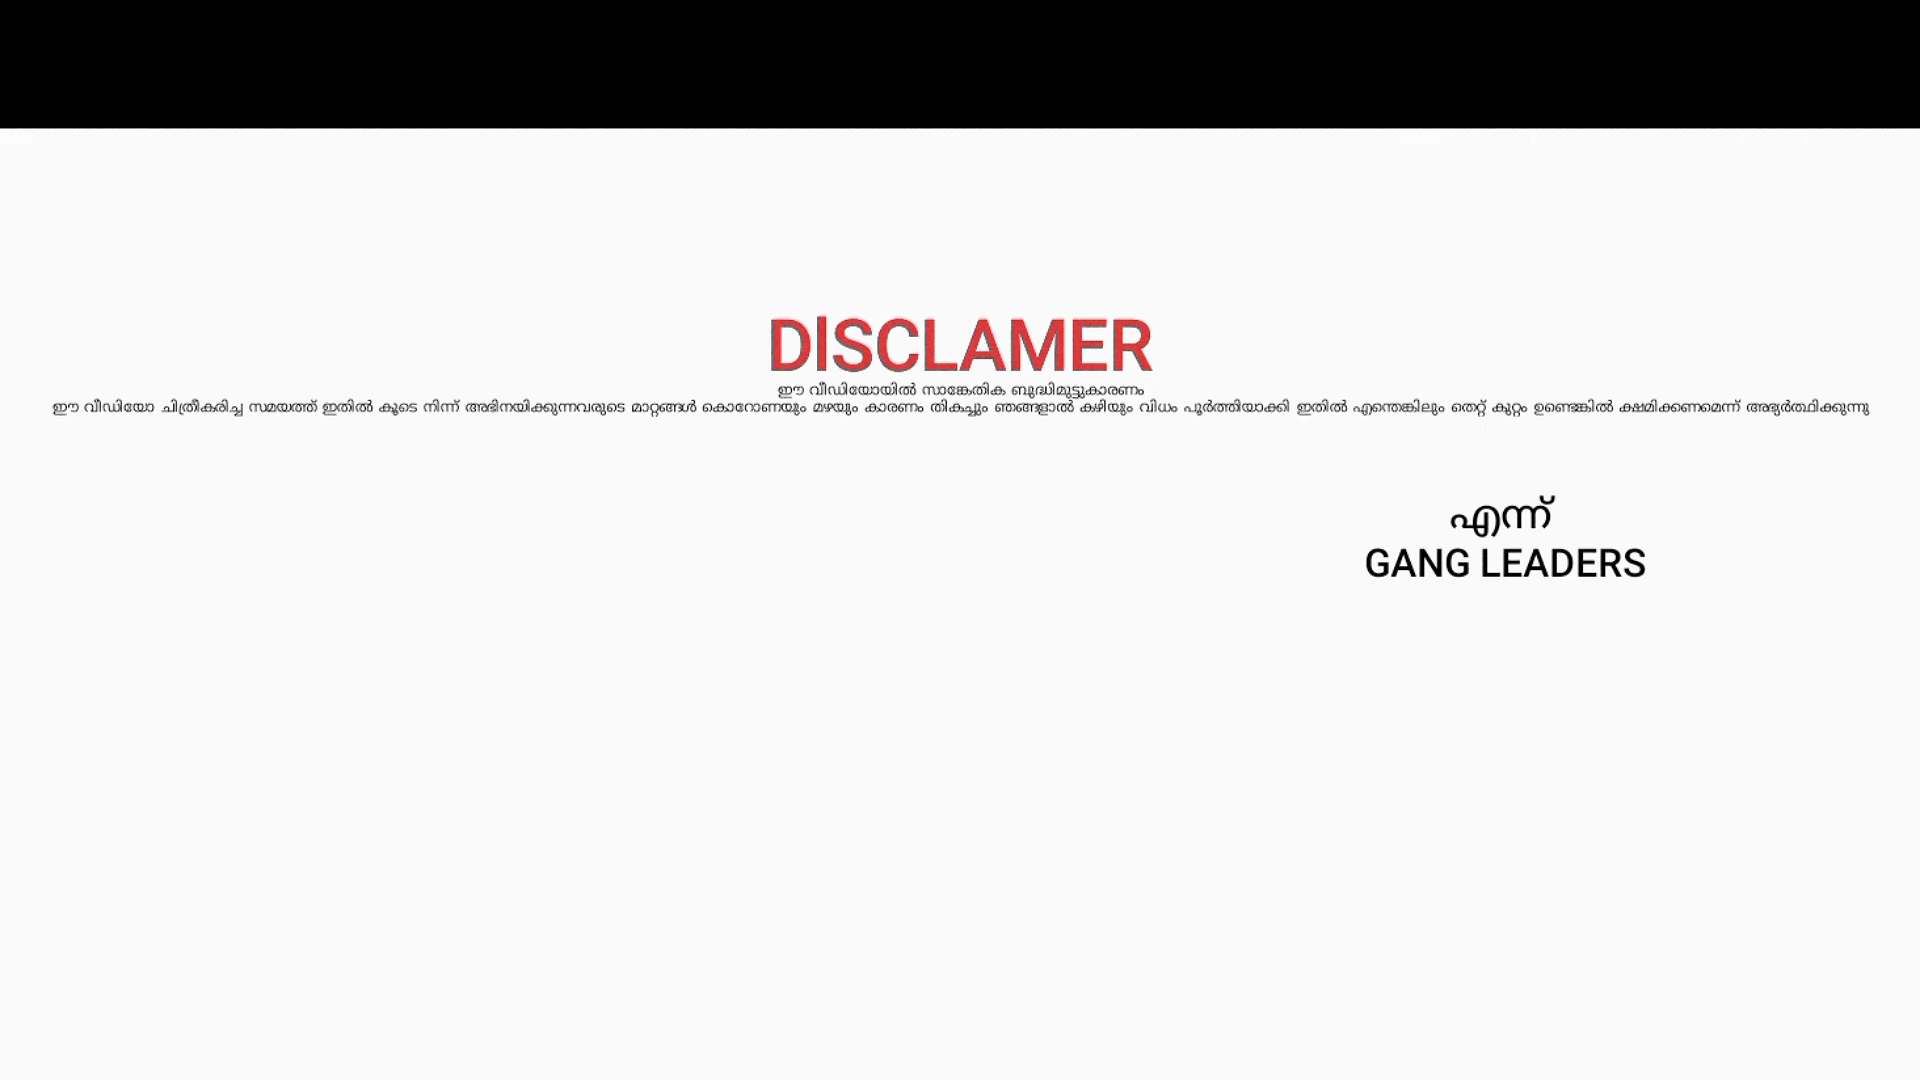 DISCLAMER
ഈ വീഡിയോയിൽ സാങ്കേതിക ബുദ്ധിമുട്ടുകാരണം
ഈ വീഡിയോ ചിത്രീകരിച്ച സമയത്ത് ഇതിൽ കൂടെ നിന്ന് അഭിനയിക്കുന്നവരുടെ മാറ്റങ്ങൾ കൊറോണയും മഴയും കാരണം തികച്ചും ഞങ്ങളാൽ കഴിയും വിധം പൂർത്തിയാക്കി ഇതിൽ എന്തെങ്കിലും തെറ്റ് കുറ്റം ഉണ്ടെങ്കിൽ ക്ഷമിക്കണമെന്ന് അഭ്യർത്ഥിക്കുന്നു
എന്ന്
GANG LEADERS